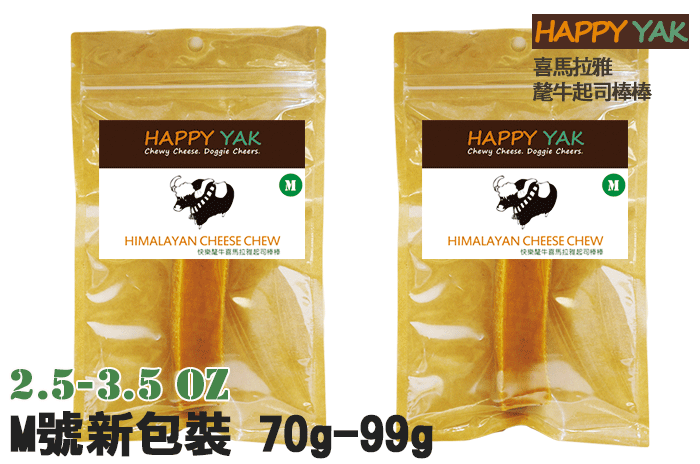 HAPPY YAK
喜馬拉雅
氂牛起司棒棒
HAPPY YAK
Chewy Cheese. Doggie Cheers.
M
HIMALAYAN CHEESE CHEW
快樂氂牛喜馬拉雅起司棒棒
HAPPY YAK
Chewy Cheese. Doggie Cheers.
M
HIMALAYAN CHEESE CHEW
快樂氂牛喜馬拉雅起司棒棒
2.5-3.5 OZ
M號新包裝 70g-99g